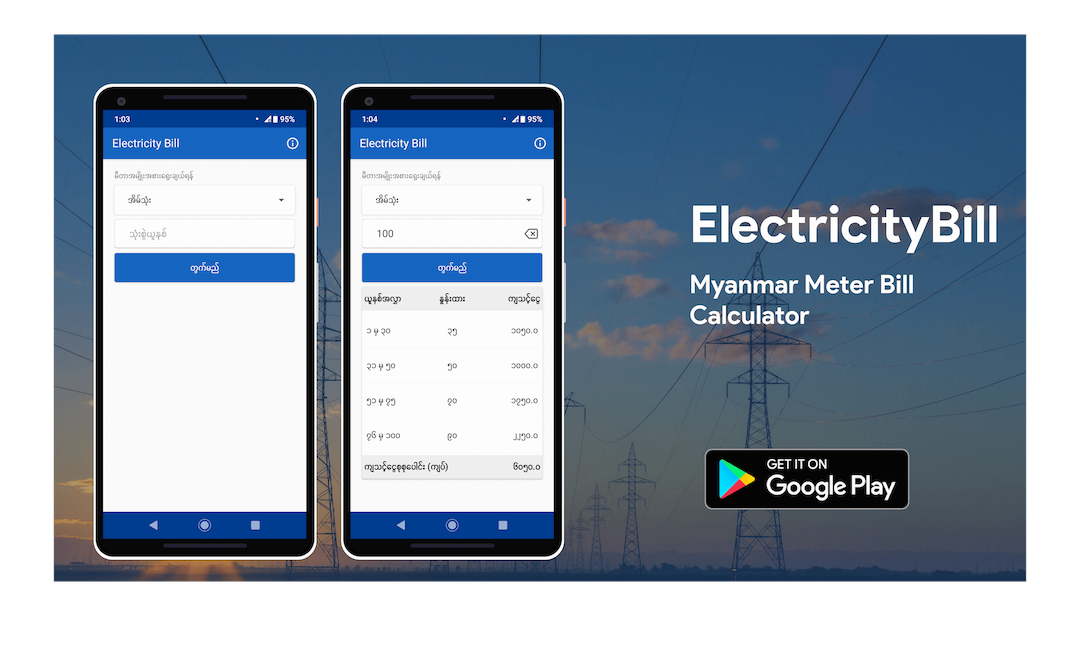 1:03
95%
Electricity Bill
မီတာအမျိုးအစားရွေးချယ်ရန်
အိမ်သုံး
သုံးစွဲယူနစ်
တွက်မည်
1:04
95%
Electricity Bill
မီတာအမျိုးအစားရွေးချယ်ရန်
အိမ်သုံး
100
တွက်မည်
ယူနစ်အလွှာ နှုန်းထား ကျသင့်ငွေ
၁ မှ ၃၀ ၃၅ ၁၀၅၀.၀
၃၁ မှ ၅၀ ၅၀ ၁၀၀၀.၀
၅၁ မှ ၇၅ ၇၀ ၁၇၅၀.၀
၇၆ မှ ၁၀၀ ၉၀ ၂၂၅၀.၀
ကျသင့်ငွေစုစုပေါင်း (ကျပ်) ၆၀၅၀.၀
ElectricityBill
Myanmar Meter Bill
Calculator
GET IT ON
Google Play